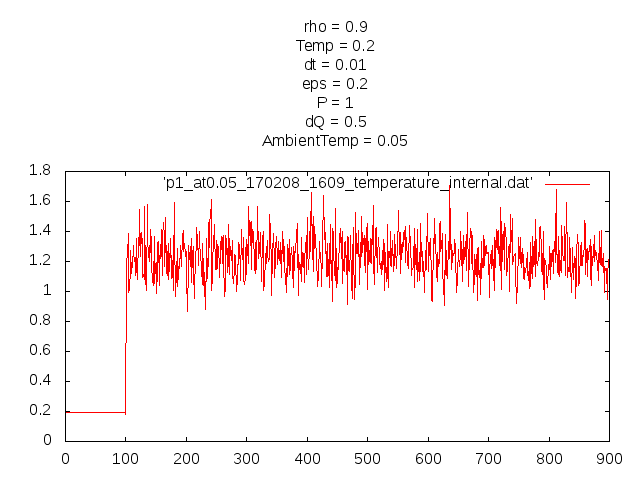 rho = 0.9
Temp = 0.2
dt = 0.01
eps = 0.2
P = 1
dQ = 0.5
AmbientTemp = 0.05
1.8
'p1_at0.05_170208_1609_temperature_internal.dat'
1.6
1.4
1.2
1
0.8
0.6
0.4
0.2
0
0 100 200 300 400 500 600 700 800 900